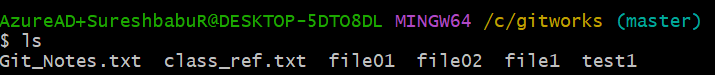 AzureAD+SureshbabuR@DESKTOP-5DTO8DL MINGW64 /c/gitworks (master)
$ ls
Git_Notes.txt  class_ref.txt  file01  file02  file1  test1